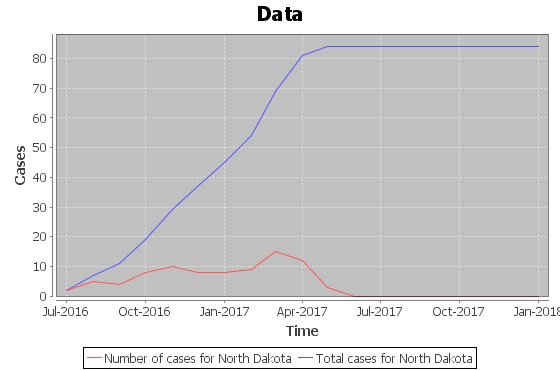 Data
80
70
60
50
40
30
20
10
0
Cases
Jul-2016 Oct-2016 Jan-2017 Apr-2017 Jul-2017 Oct-2017 Jan-2018
Time
Number of cases for North Dakota Total cases for North Dakota